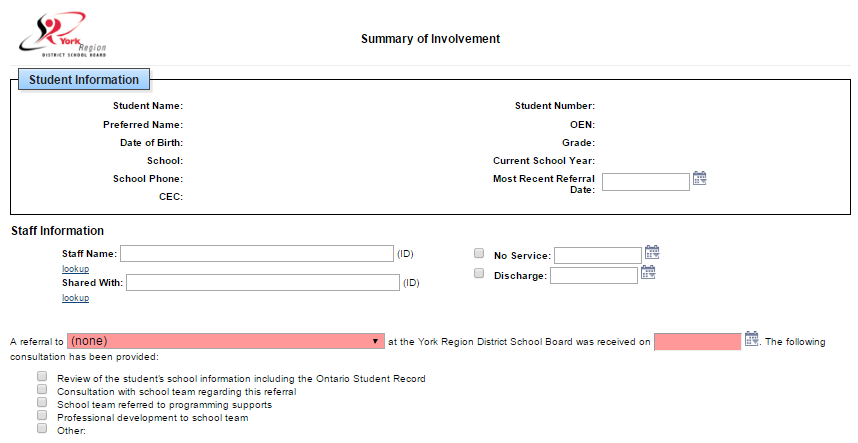 York
Region
DISTRICT SCHOOL BOARD
Summary of Involvement
Student Information
Student Name:
Student Number:
Preferred Name:
OEN:
Date of Birth:
Grade:
School:
Current School Year:
School Phone:
Most Recent Referral
Date:
CEC:
Staff Information
Staff Name: (ID)
No Service:
lookup
Discharge:
Shared With: (ID)
lookup
A referral to (none) at the York Region District School Board was received on . The following
consultation has been provided:
Review of the student's school information including the Ontario Student Record
Consultation with school team regarding this referral
School team referred to programming supports
Professional development to school team
Other: